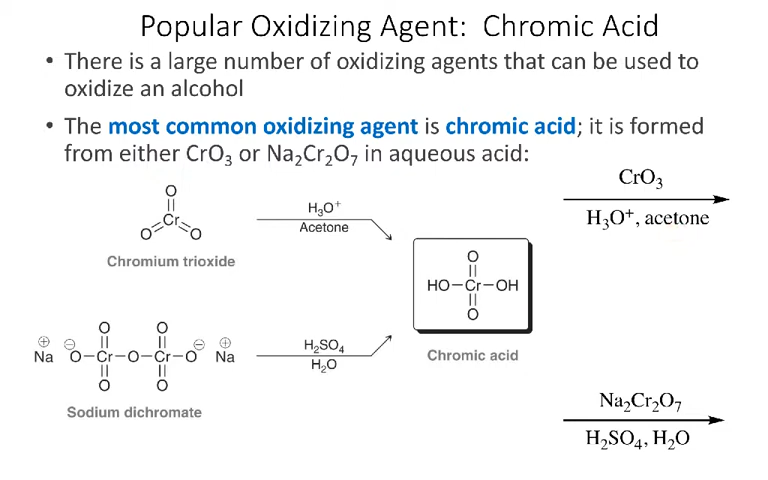 Popular Oxidizing Agent: Chromic Acid
• There is a large number of oxidizing agents that can be used to
oxidize an alcohol
• The most common oxidizing agent is chromic acid; it is formed
from either CrO₃ or Na₂Cr₂O₇ in aqueous acid:
CrO₃
H₃O⁺, acetone
O
Cr
O O
Chromium trioxide
H₃O⁺
Acetone
O
HO–Cr–OH
O
Chromic acid
O O
⊕ ⊖ ⊖ ⊕
Na O–Cr–O–Cr–O Na
O O
Sodium dichromate
H₂SO₄
H₂O
Na₂Cr₂O₇
H₂SO₄, H₂O